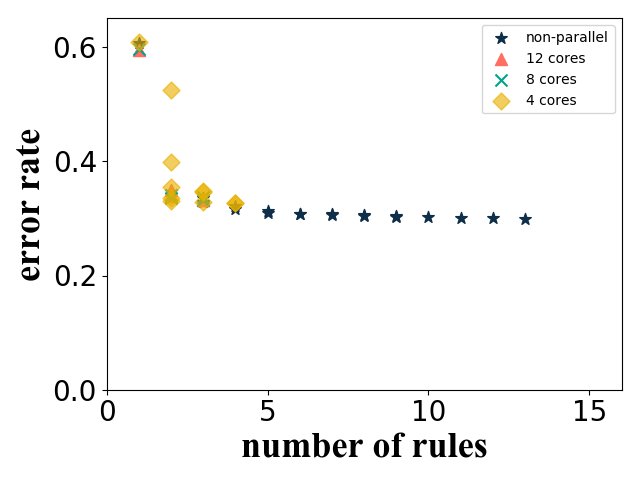 non-parallel
12 cores
8 cores
4 cores
0.6
0.4
0.2
0.0
error rate
0
5
10
15
number of rules